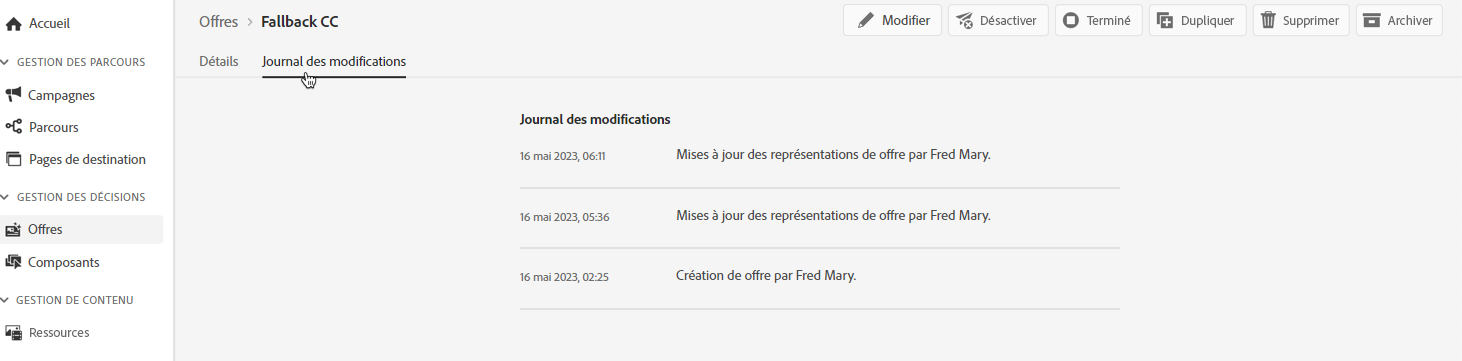 Accueil
GESTION DES PARCOURS
Campagnes
Parcours
Pages de destination
GESTION DES DÉCISIONS
Offres
Composants
GESTION DE CONTENU
Ressources
Offres > Fallback CC
Modifier
Désactiver
Terminé
Dupliquer
Supprimer
Archiver
Détails
Journal des modifications
Journal des modifications
16 mai 2023, 06:11 Mises à jour des représentations de offre par Fred Mary.
16 mai 2023, 05:36 Mises à jour des représentations de offre par Fred Mary.
16 mai 2023, 02:25 Création de offre par Fred Mary.